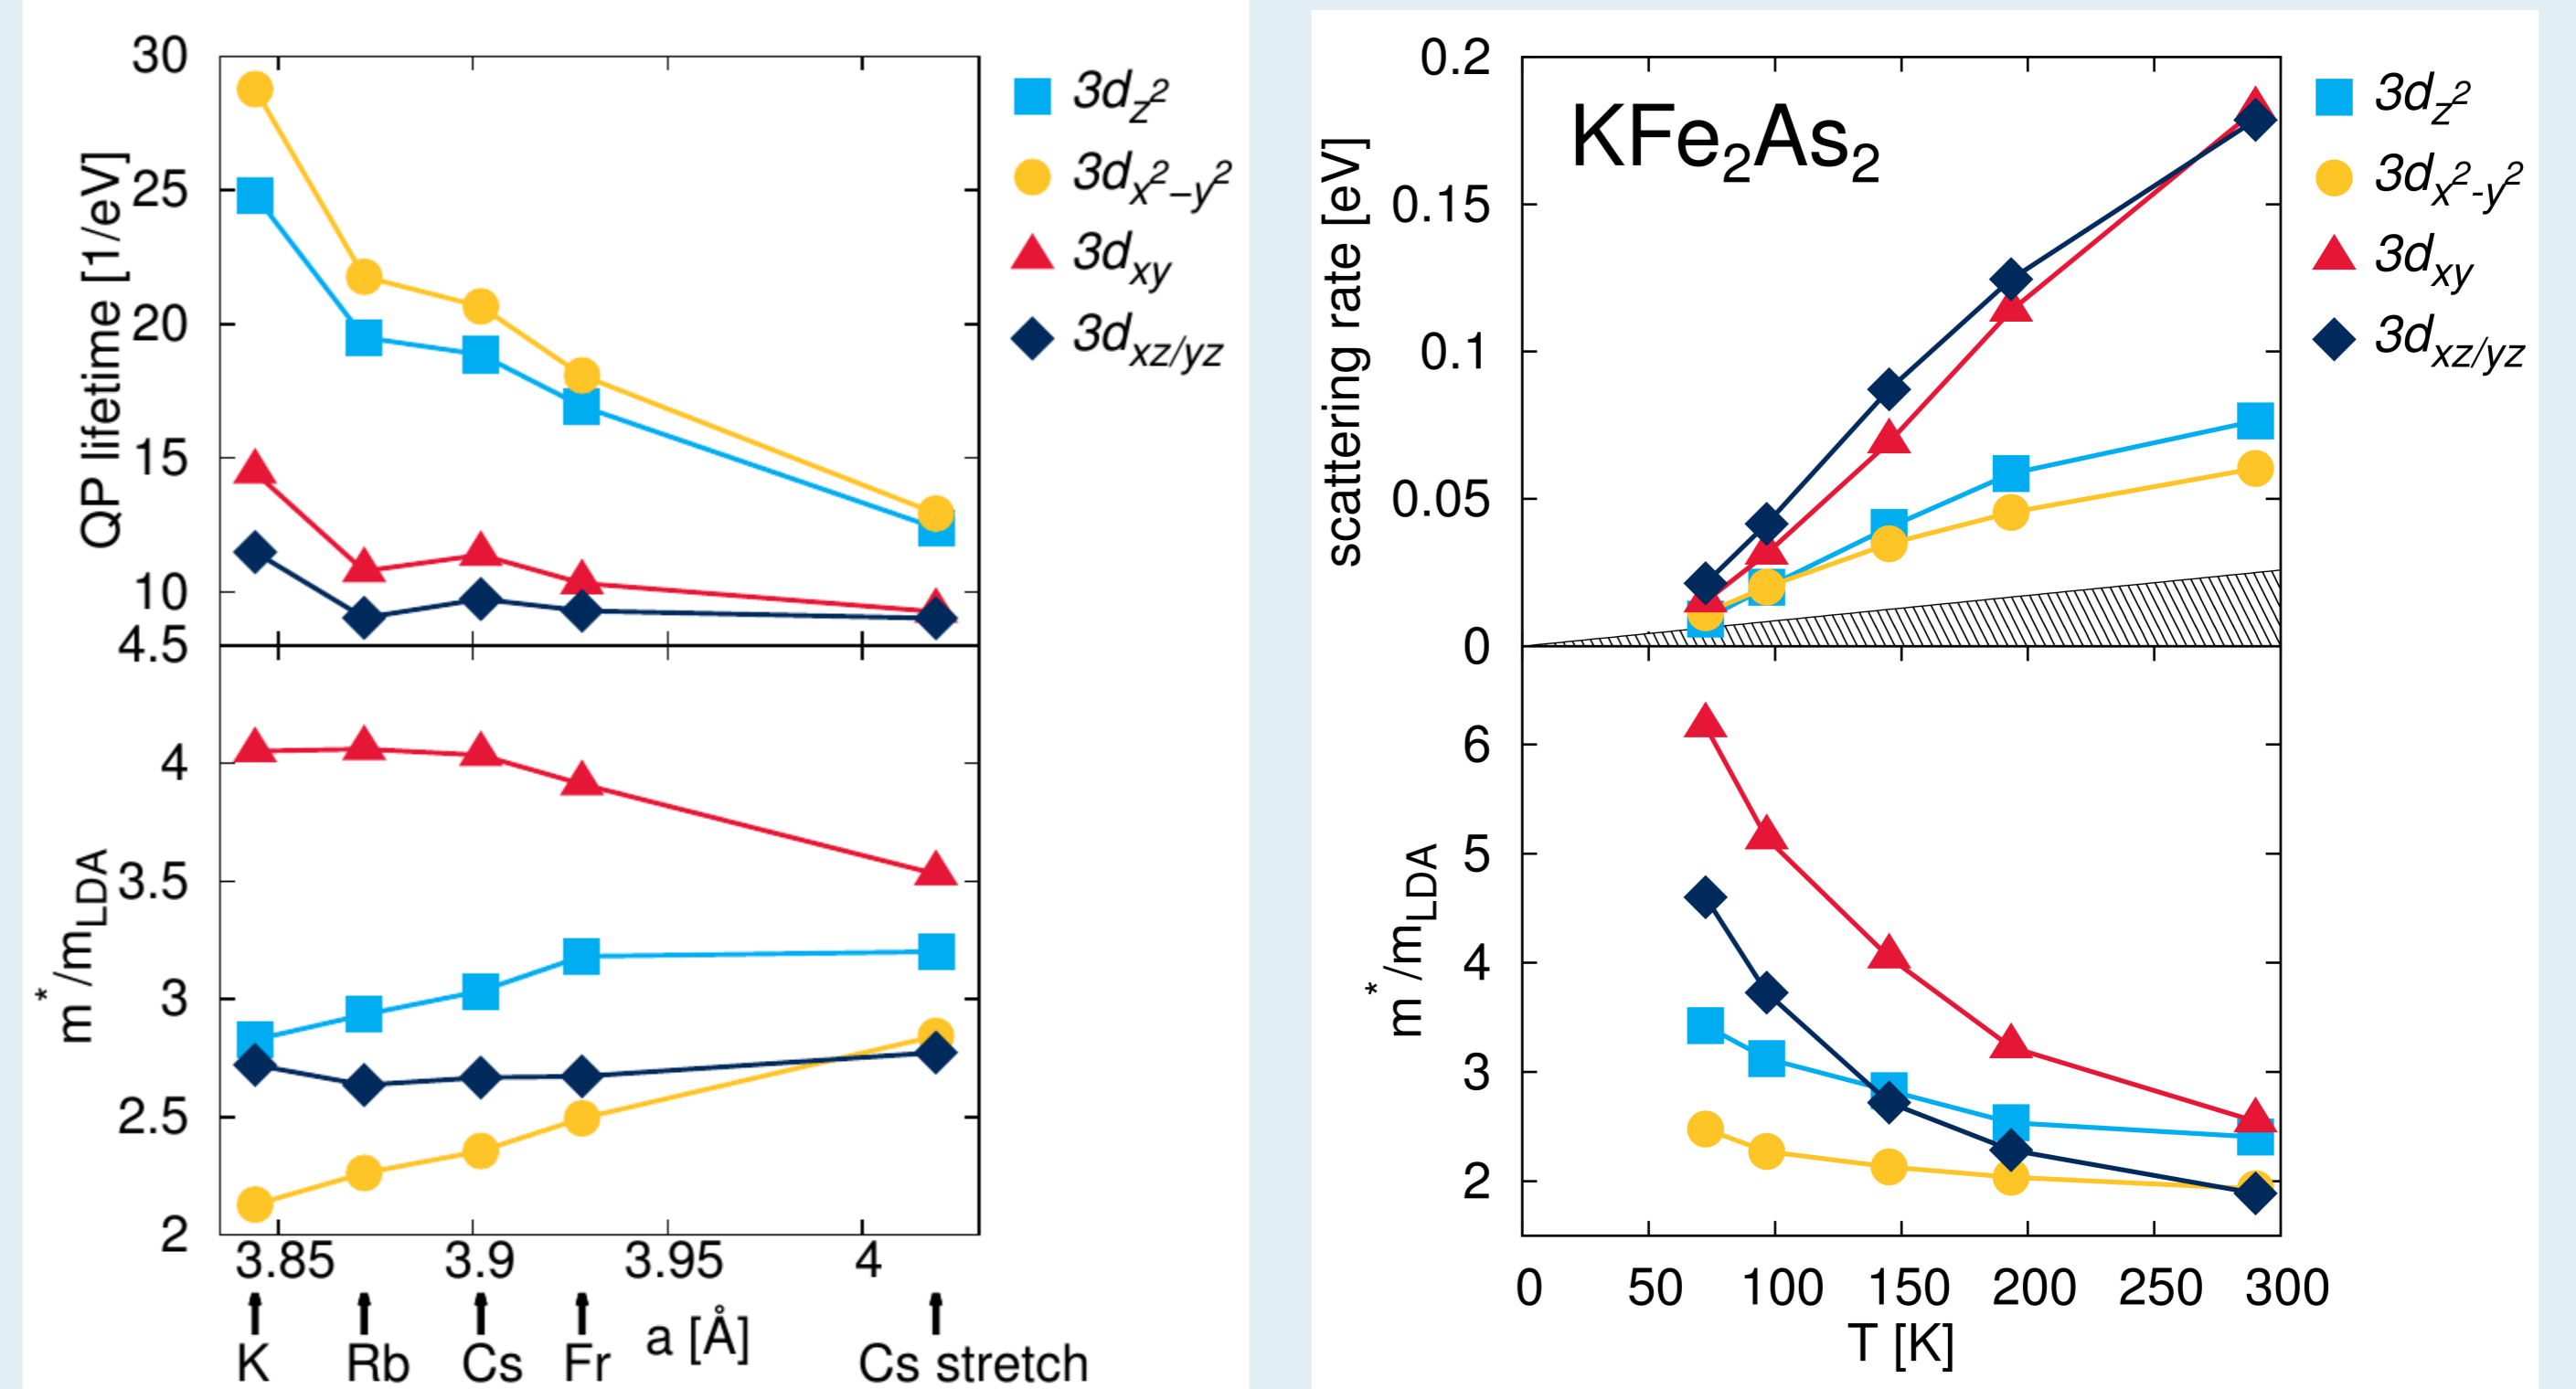 30
25
20
15
10
4.5
4
3.5
3
2.5
2
QP lifetime [1/eV]
m*/mLDA
3.85 3.9 3.95 4
K Rb Cs Fr a [Å] Cs stretch
3dz²
3dx²–y²
3dxy
3dxz/yz
KFe₂As₂
0.2
0.15
0.1
0.05
0
6
5
4
3
2
scattering rate [eV]
m*/mLDA
0 50 100 150 200 250 300
T [K]
3dz²
3dx²-y²
3dxy
3dxz/yz